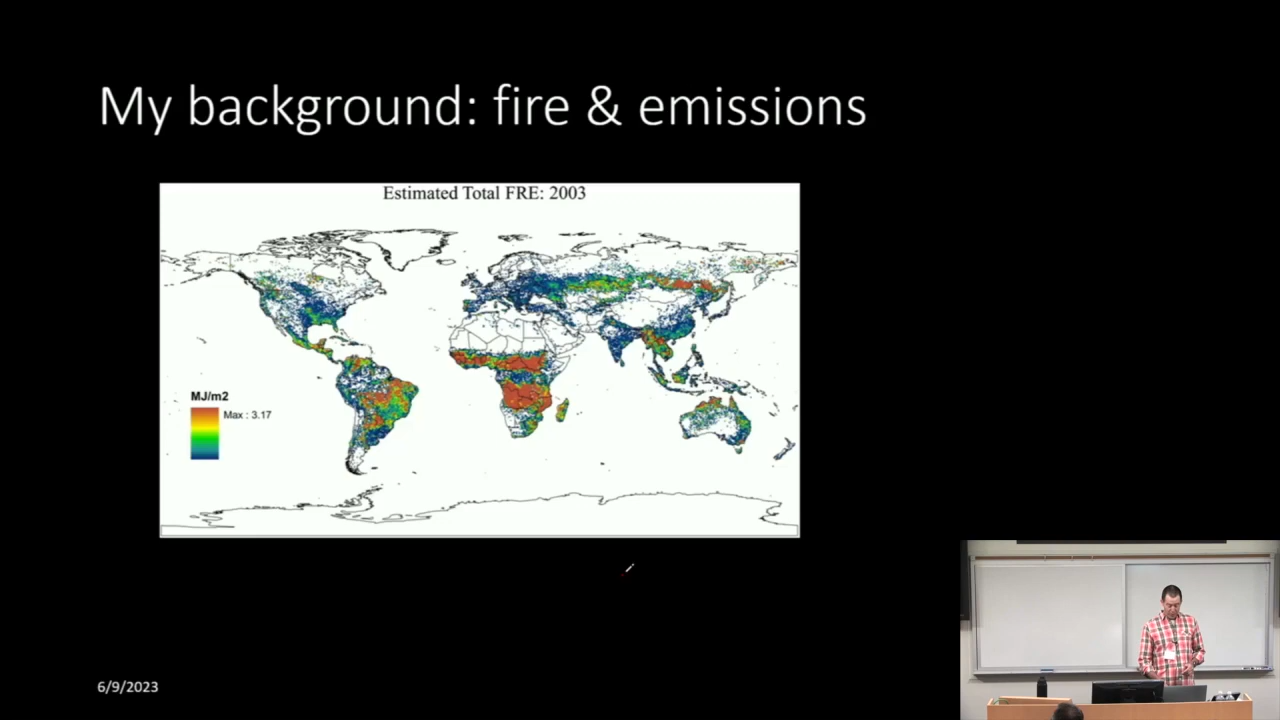 My background: fire & emissions
Estimated Total FRE: 2003
MJ/m2
Max : 3.17
6/9/2023